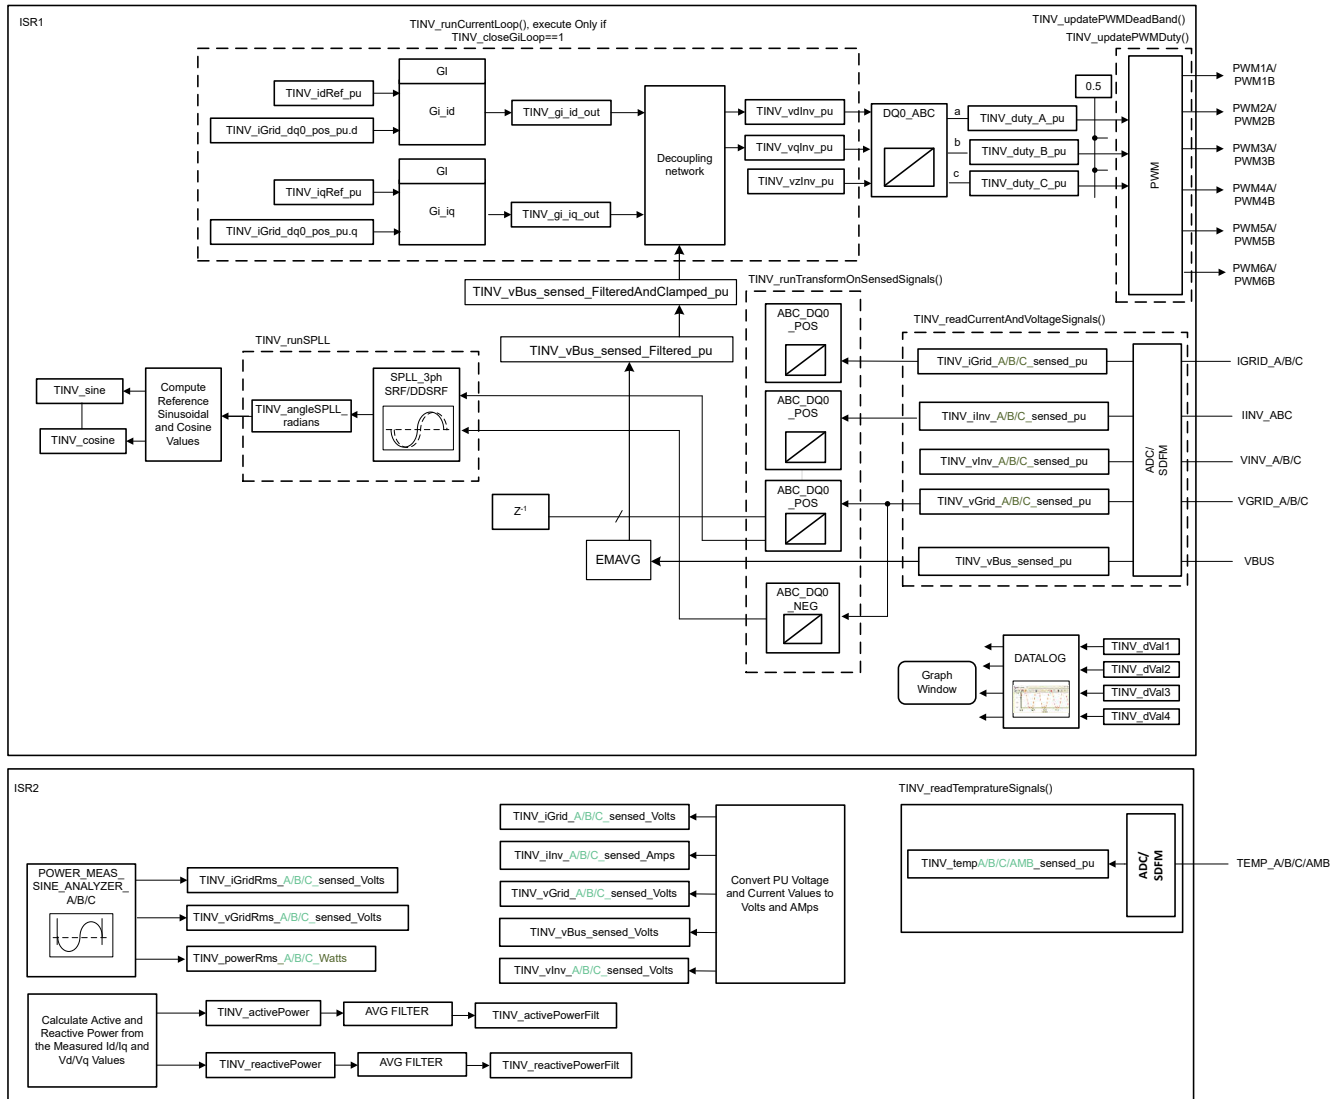 ISR1
TINV_runCurrentLoop(), execute Only if
TINV_closeGiLoop==1
TINV_updatePWMDeadBand()
TINV_updatePWMDuty()
TINV_idRef_pu
TINV_iGrid_dq0_pos_pu.d
GI
Gi_id
TINV_gi_id_out
TINV_iqRef_pu
TINV_iGrid_dq0_pos_pu.q
GI
Gi_iq
TINV_gi_iq_out
Decoupling
network
TINV_vdInv_pu
TINV_vqInv_pu
TINV_vzInv_pu
DQ0_ABC
a
b
c
0.5
TINV_duty_A_pu
TINV_duty_B_pu
TINV_duty_C_pu
PWM
PWM1A/
PWM1B
PWM2A/
PWM2B
PWM3A/
PWM3B
PWM4A/
PWM4B
PWM5A/
PWM5B
PWM6A/
PWM6B
TINV_vBus_sensed_FilteredAndClamped_pu
TINV_vBus_sensed_Filtered_pu
TINV_runTransformOnSensedSignals()
ABC_DQ0
_POS
ABC_DQ0
_POS
ABC_DQ0
_POS
ABC_DQ0
_NEG
TINV_readCurrentAndVoltageSignals()
TINV_iGrid_A/B/C_sensed_pu
TINV_iInv_A/B/C_sensed_pu
TINV_vInv_A/B/C_sensed_pu
TINV_vGrid_A/B/C_sensed_pu
TINV_vBus_sensed_pu
ADC/
SDFM
IGRID_A/B/C
IINV_ABC
VINV_A/B/C
VGRID_A/B/C
VBUS
TINV_runSPLL
TINV_sine
TINV_cosine
Compute
Reference
Sinusoidal
and Cosine
Values
TINV_angleSPLL_
radians
SPLL_3ph
SRF/DDSRF
Z-1
EMAVG
Graph
Window
DATALOG
TINV_dVal1
TINV_dVal2
TINV_dVal3
TINV_dVal4
ISR2
POWER_MEAS_
SINE_ANALYZER_
A/B/C
TINV_iGridRms_A/B/C_sensed_Volts
TINV_vGridRms_A/B/C_sensed_Volts
TINV_powerRms_A/B/C_Watts
TINV_iGrid_A/B/C_sensed_Volts
TINV_iInv_A/B/C_sensed_Amps
TINV_vGrid_A/B/C_sensed_Volts
TINV_vBus_sensed_Volts
TINV_vInv_A/B/C_sensed_Volts
Convert PU Voltage
and Current Values to
Volts and AMps
TINV_readTempratureSignals()
TINV_tempA/B/C/AMB_sensed_pu
ADC/
SDFM
TEMP_A/B/C/AMB
Calculate Active and
Reactive Power from
the Measured Id/Iq and
Vd/Vq Values
TINV_activePower
AVG FILTER
TINV_activePowerFilt
TINV_reactivePower
AVG FILTER
TINV_reactivePowerFilt